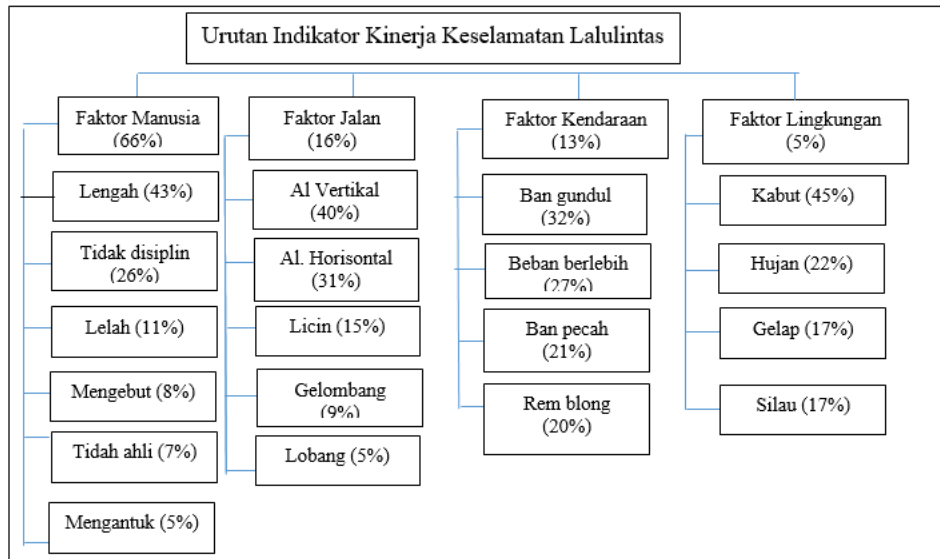 Urutan Indikator Kinerja Keselamatan Lalulintas
Faktor Manusia
(66%)
Lengah (43%)
Tidak disiplin
(26%)
Lelah (11%)
Mengebut (8%)
Tidah ahli (7%)
Mengantuk (5%)
Faktor Jalan
(16%)
Al Vertikal
(40%)
Al. Horisontal
(31%)
Licin (15%)
Gelombang
(9%)
Lobang (5%)
Faktor Kendaraan
(13%)
Ban gundul
(32%)
Beban berlebih
(27%)
Ban pecah
(21%)
Rem blong
(20%)
Faktor Lingkungan
(5%)
Kabut (45%)
Hujan (22%)
Gelap (17%)
Silau (17%)